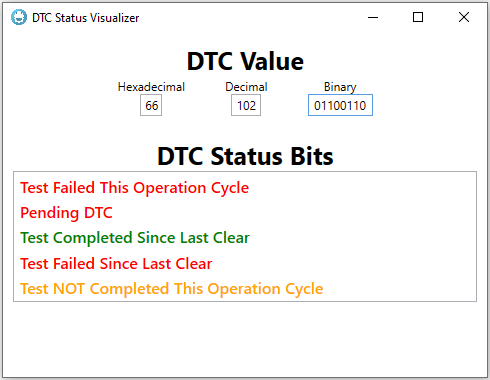 DTC Status Visualizer
DTC Value
Hexadecimal Decimal Binary
66 102 01100110
DTC Status Bits
Test Failed This Operation Cycle
Pending DTC
Test Completed Since Last Clear
Test Failed Since Last Clear
Test NOT Completed This Operation Cycle